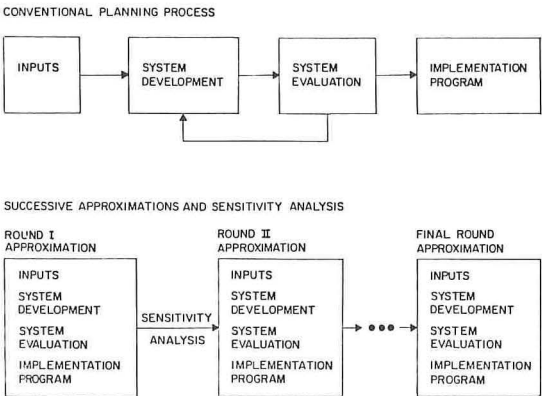 CONVENTIONAL PLANNING PROCESS
INPUTS
SYSTEM
DEVELOPMENT
SYSTEM
EVALUATION
IMPLEMENTATION
PROGRAM
SUCCESSIVE APPROXIMATIONS AND SENSITIVITY ANALYSIS
ROUND I
APPROXIMATION
INPUTS
SYSTEM
DEVELOPMENT
SYSTEM
EVALUATION
IMPLEMENTATION
PROGRAM
SENSITIVITY
ANALYSIS
ROUND II
APPROXIMATION
INPUTS
SYSTEM
DEVELOPMENT
SYSTEM
EVALUATION
IMPLEMENTATION
PROGRAM
FINAL ROUND
APPROXIMATION
INPUTS
SYSTEM
DEVELOPMENT
SYSTEM
EVALUATION
IMPLEMENTATION
PROGRAM